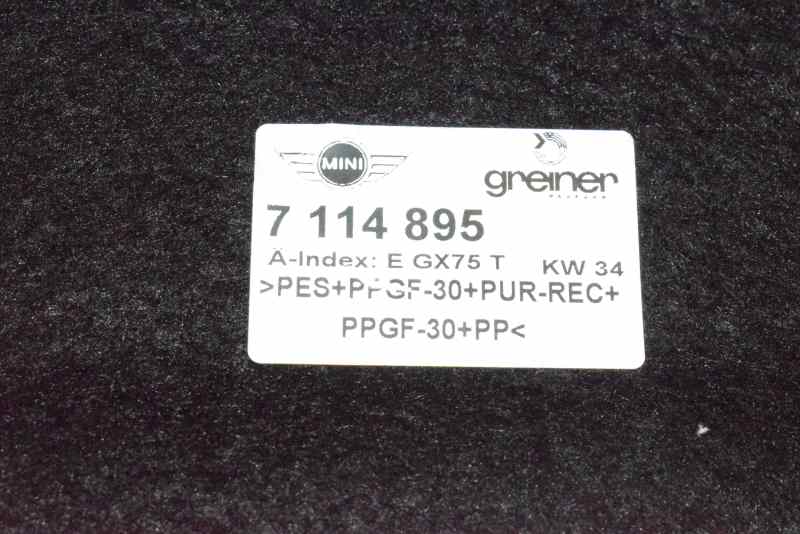 MINI
greiner
7 114 895
Ä-Index: E GX75 T KW 34
>PES+PPGF-30+PUR-REC+
PPGF-30+PP<